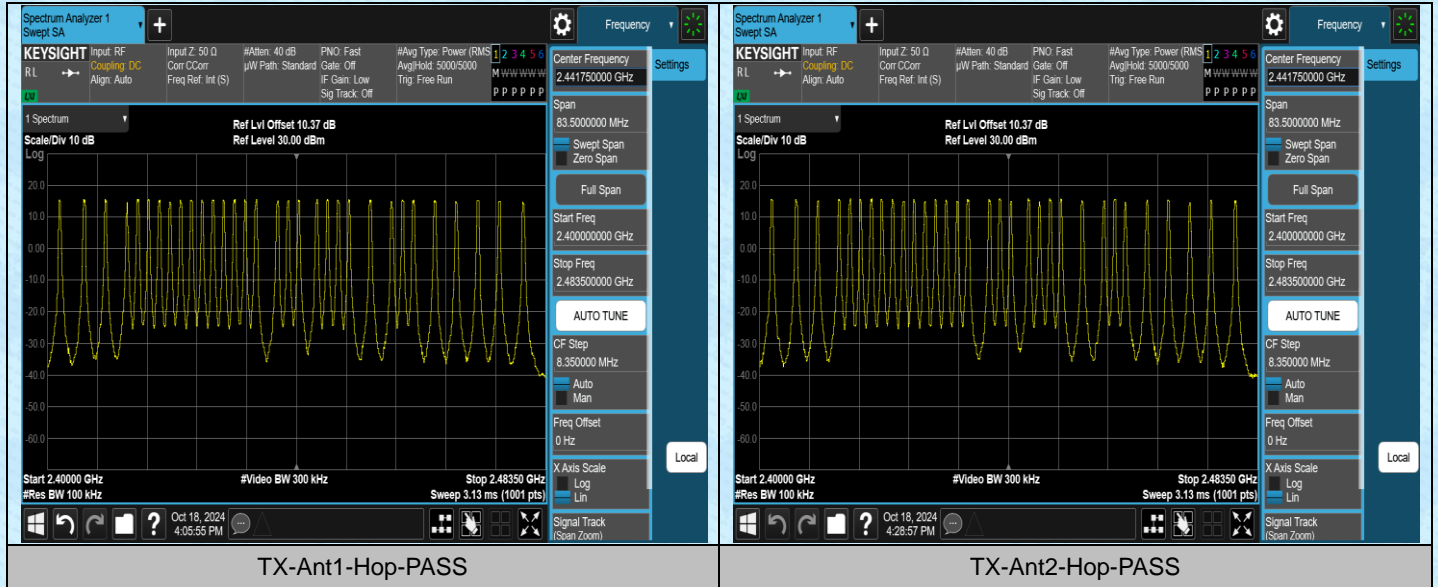 Spectrum Analyzer 1
Swept SA
+
Frequency
KEYSIGHT
RL
LXI
Input: RF
Coupling: DC
Align: Auto
Input Z: 50 Ω
Corr CCorr
Freq Ref: Int (S)
#Atten: 40 dB
µW Path: Standard
PNO: Fast
Gate: Off
IF Gain: Low
Sig Track: Off
#Avg Type: Power (RMS
Avg|Hold: 5000/5000
Trig: Free Run
1 2 3 4 5 6
M W W W W W
P P P P P P
Center Frequency
2.441750000 GHz
Settings
Span
83.5000000 MHz
Swept Span
Zero Span
Full Span
Start Freq
2.400000000 GHz
Stop Freq
2.483500000 GHz
AUTO TUNE
CF Step
8.350000 MHz
Auto
Man
Freq Offset
0 Hz
X Axis Scale
Log
Lin
Local
Signal Track
(Span Zoom)
1 Spectrum
Scale/Div 10 dB
Log
Ref Lvl Offset 10.37 dB
Ref Level 30.00 dBm
20.0
10.0
0.00
-10.0
-20.0
-30.0
-40.0
-50.0
-60.0
Start 2.40000 GHz
#Res BW 100 kHz
#Video BW 300 kHz
Stop 2.48350 GHz
Sweep 3.13 ms (1001 pts)
?
Oct 18, 2024
4:05:55 PM
TX-Ant1-Hop-PASS
Spectrum Analyzer 1
Swept SA
+
Frequency
KEYSIGHT
RL
LXI
Input: RF
Coupling: DC
Align: Auto
Input Z: 50 Ω
Corr CCorr
Freq Ref: Int (S)
#Atten: 40 dB
µW Path: Standard
PNO: Fast
Gate: Off
IF Gain: Low
Sig Track: Off
#Avg Type: Power (RMS
Avg|Hold: 5000/5000
Trig: Free Run
1 2 3 4 5 6
M W W W W W
P P P P P P
Center Frequency
2.441750000 GHz
Settings
Span
83.5000000 MHz
Swept Span
Zero Span
Full Span
Start Freq
2.400000000 GHz
Stop Freq
2.483500000 GHz
AUTO TUNE
CF Step
8.350000 MHz
Auto
Man
Freq Offset
0 Hz
X Axis Scale
Log
Lin
Local
Signal Track
(Span Zoom)
1 Spectrum
Scale/Div 10 dB
Log
Ref Lvl Offset 10.37 dB
Ref Level 30.00 dBm
20.0
10.0
0.00
-10.0
-20.0
-30.0
-40.0
-50.0
-60.0
Start 2.40000 GHz
#Res BW 100 kHz
#Video BW 300 kHz
Stop 2.48350 GHz
Sweep 3.13 ms (1001 pts)
?
Oct 18, 2024
4:28:57 PM
TX-Ant2-Hop-PASS